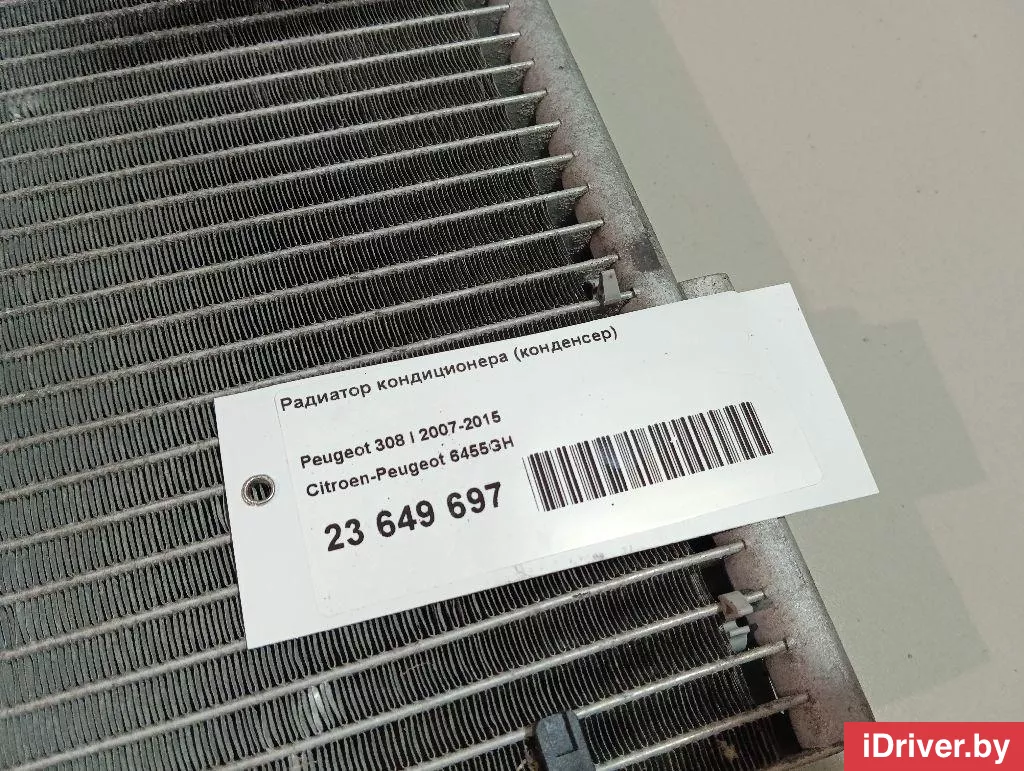 Радиатор кондиционера (конденсер)
Peugeot 308 I 2007-2015
Citroen-Peugeot 6455GH
23 649 697
iDriver.by